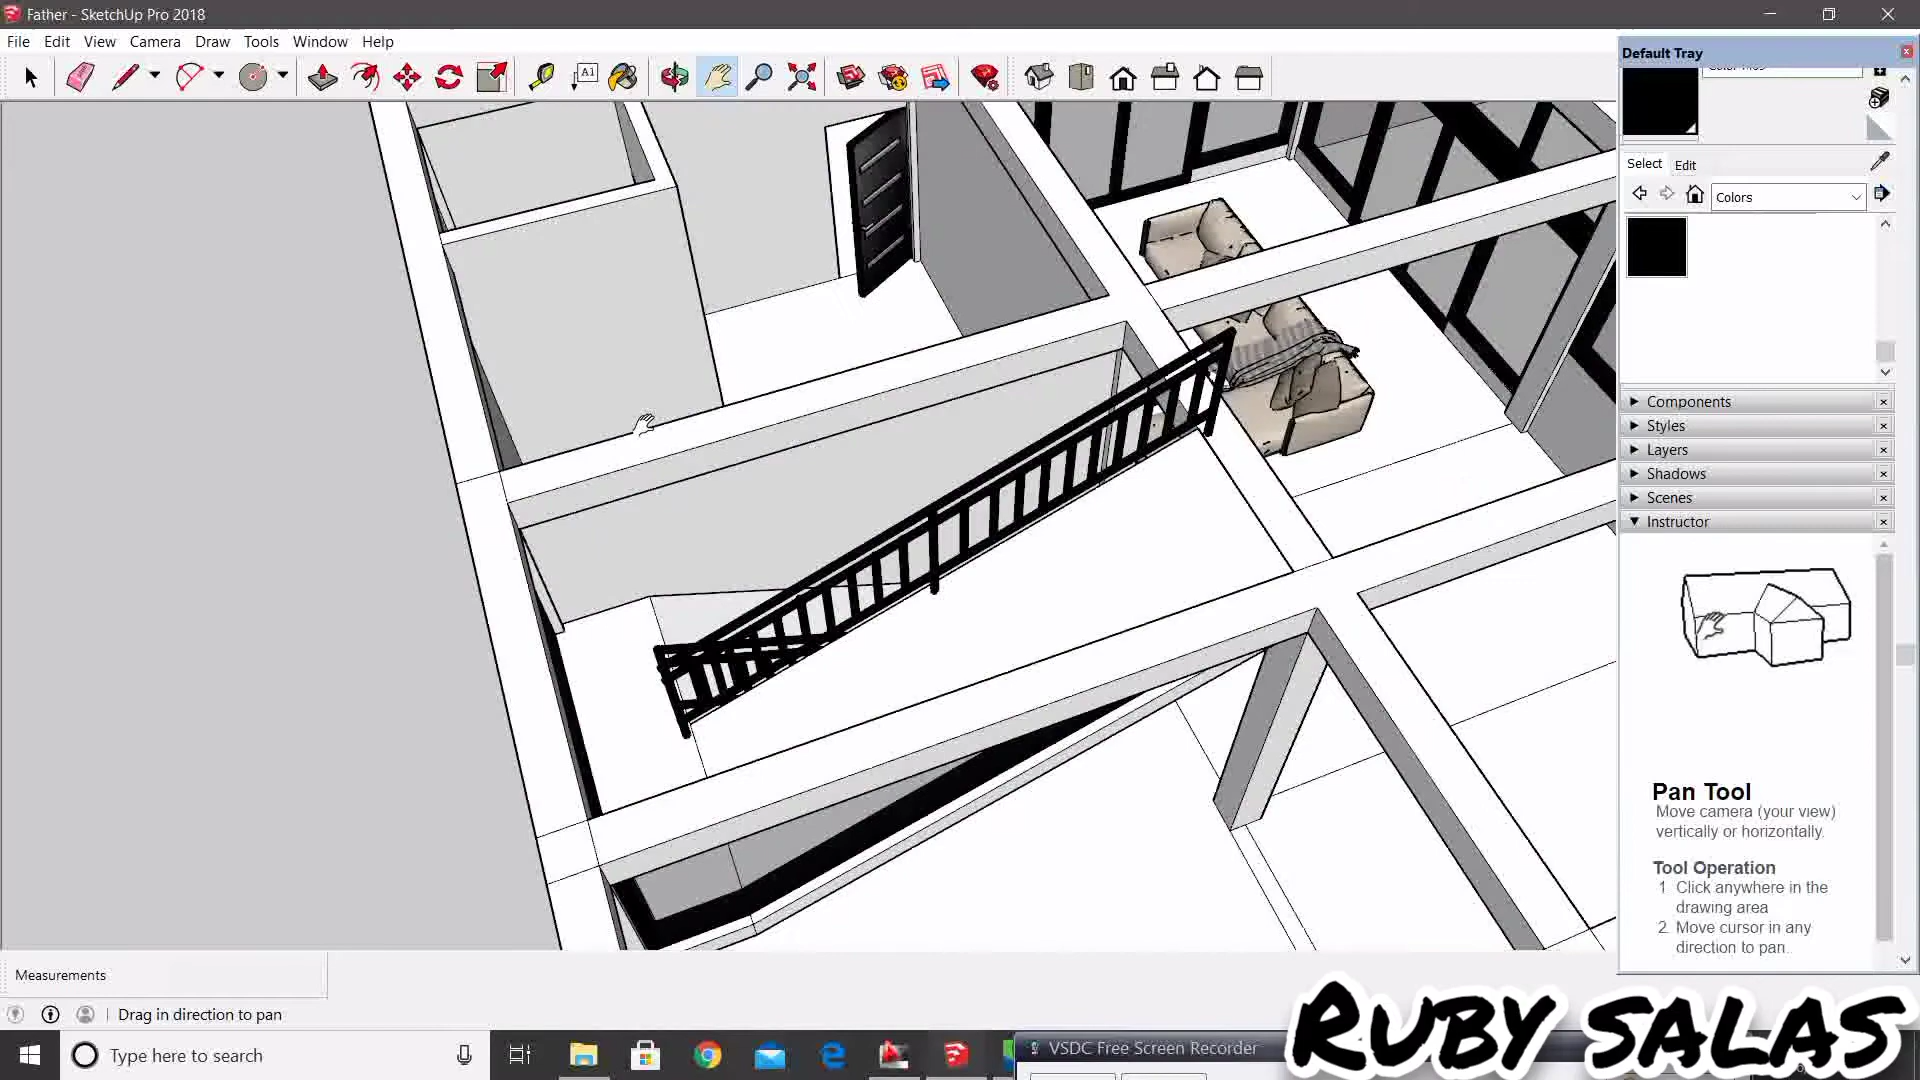 Father - SketchUp Pro 2018
File Edit View Camera Draw Tools Window Help
Default Tray
Select Edit
Colors
Components
Styles
Layers
Shadows
Scenes
Instructor
Pan Tool
Move camera (your view)
vertically or horizontally.
Tool Operation
1 Click anywhere in the
drawing area
2. Move cursor in any
direction to pan.
Measurements
Drag in direction to pan
Type here to search
VSDC Free Screen Recorder
RUBY SALAS